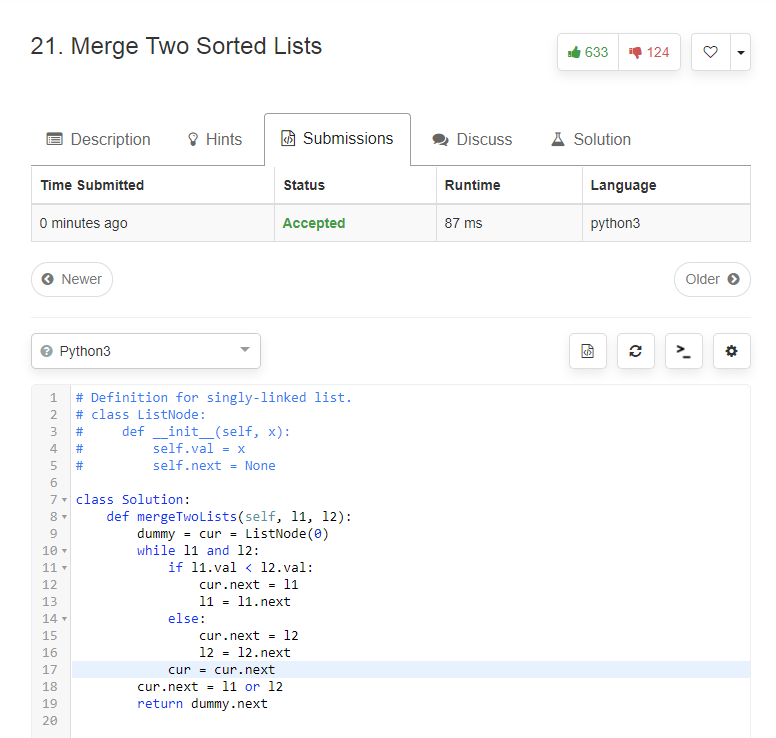 21. Merge Two Sorted Lists
633 124
Description Hints Submissions Discuss Solution
Time Submitted Status Runtime Language
0 minutes ago Accepted 87 ms python3
Newer Older
Python3
1 # Definition for singly-linked list.
2 # class ListNode:
3 #     def __init__(self, x):
4 #         self.val = x
5 #         self.next = None
6
7 class Solution:
8     def mergeTwoLists(self, l1, l2):
9         dummy = cur = ListNode(0)
10         while l1 and l2:
11             if l1.val < l2.val:
12                 cur.next = l1
13                 l1 = l1.next
14             else:
15                 cur.next = l2
16                 l2 = l2.next
17             cur = cur.next
18         cur.next = l1 or l2
19         return dummy.next
20